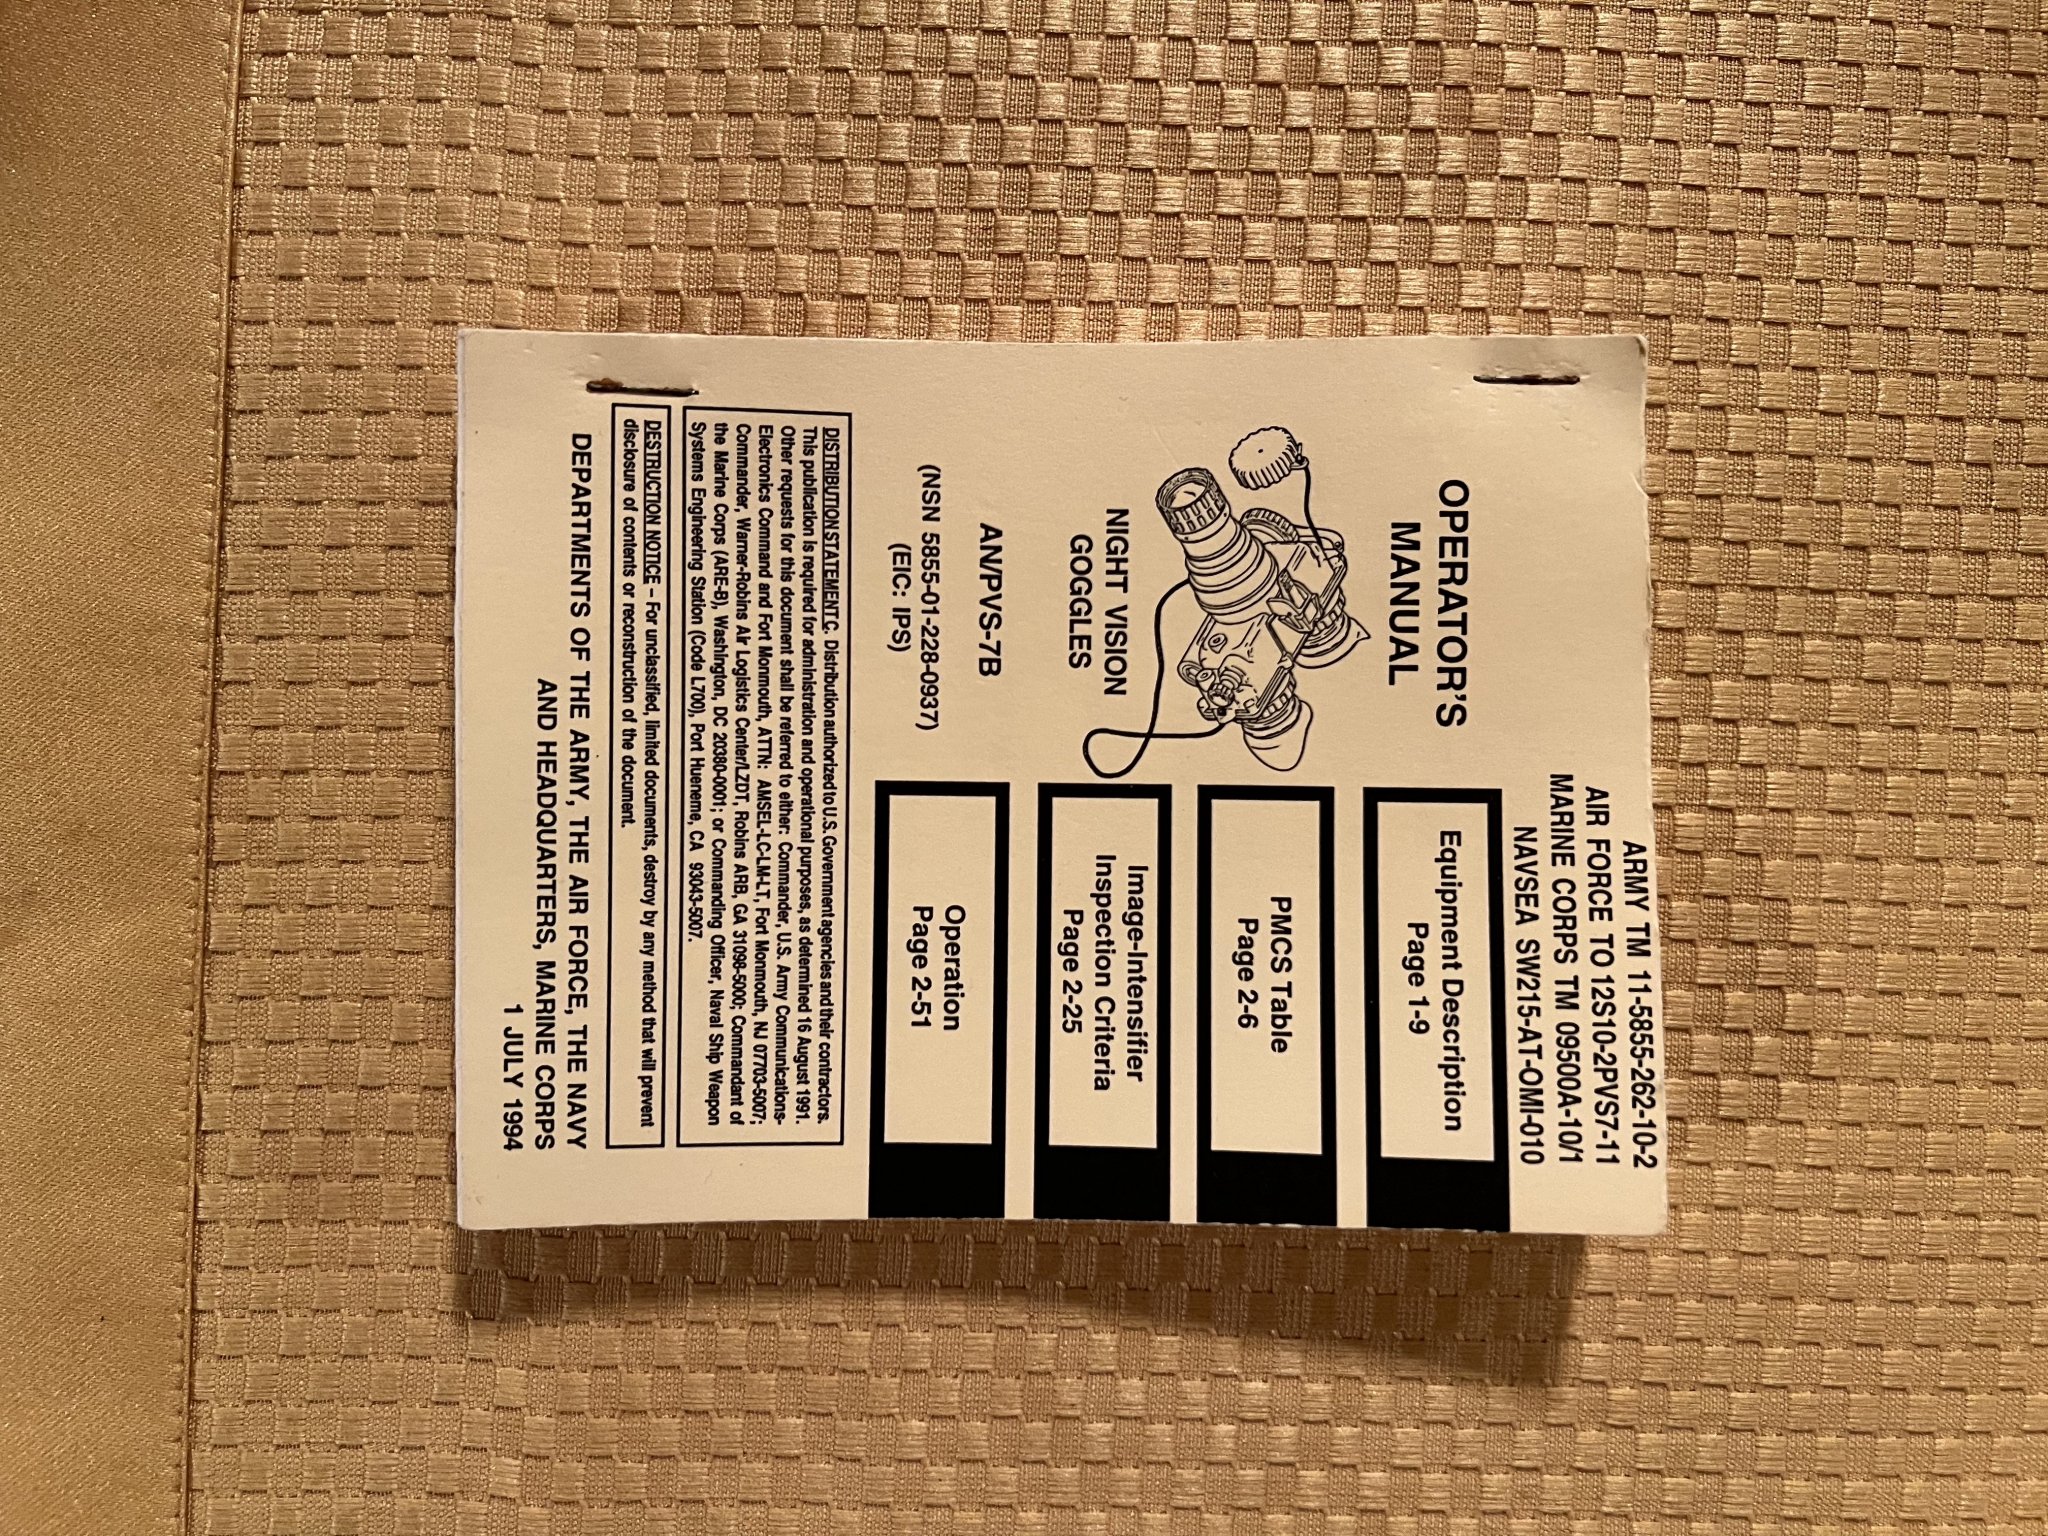 ARMY TM 11-5855-262-10-2
AIR FORCE TO 12S10-2PVS7-11
MARINE CORPS TM 09500A-10/1
NAVSEA SW215-AT-OMI-010
OPERATOR'S
MANUAL
NIGHT VISION
GOGGLES
AN/PVS-7B
(NSN 5855-01-228-0937)
(EIC: IPS)
Equipment Description
Page 1-9
PMCS Table
Page 2-6
Image-Intensifier
Inspection Criteria
Page 2-25
Operation
Page 2-51
DISTRIBUTION STATEMENT C: Distribution authorized to U.S. Government agencies and their contractors.
This publication is required for administration and operational purposes, as determined 16 August 1991.
Other requests for this document shall be referred to either: Commander, U.S. Army Communications-
Electronics Command and Fort Monmouth, ATTN: AMSEL-LC-LM-LT, Fort Monmouth, NJ 07703-5007;
Commander, Warner-Robins Air Logistics Center/LZDT, Robins ARB, GA 31098-5000; Commandant of
the Marine Corps (ARE-B), Washington, DC 20380-0001; or Commanding Officer, Naval Ship Weapon
Systems Engineering Station (Code L700), Port Hueneme, CA 93043-5007.
DESTRUCTION NOTICE – For unclassified, limited documents, destroy by any method that will prevent
disclosure of contents or reconstruction of the document.
DEPARTMENTS OF THE ARMY, THE AIR FORCE, THE NAVY
AND HEADQUARTERS, MARINE CORPS
1 JULY 1994